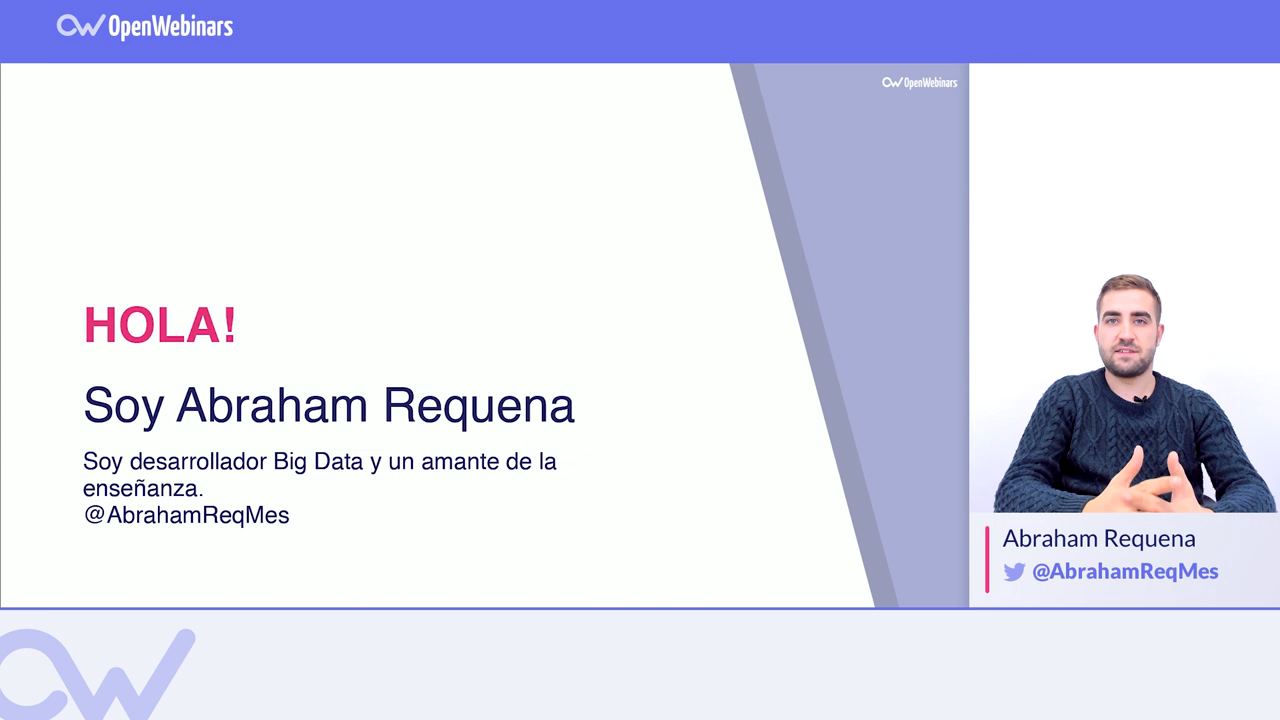 OpenWebinars
OpenWebinars
HOLA!
Soy Abraham Requena
Soy desarrollador Big Data y un amante de la
enseñanza.
@AbrahamReqMes
Abraham Requena
@AbrahamReqMes